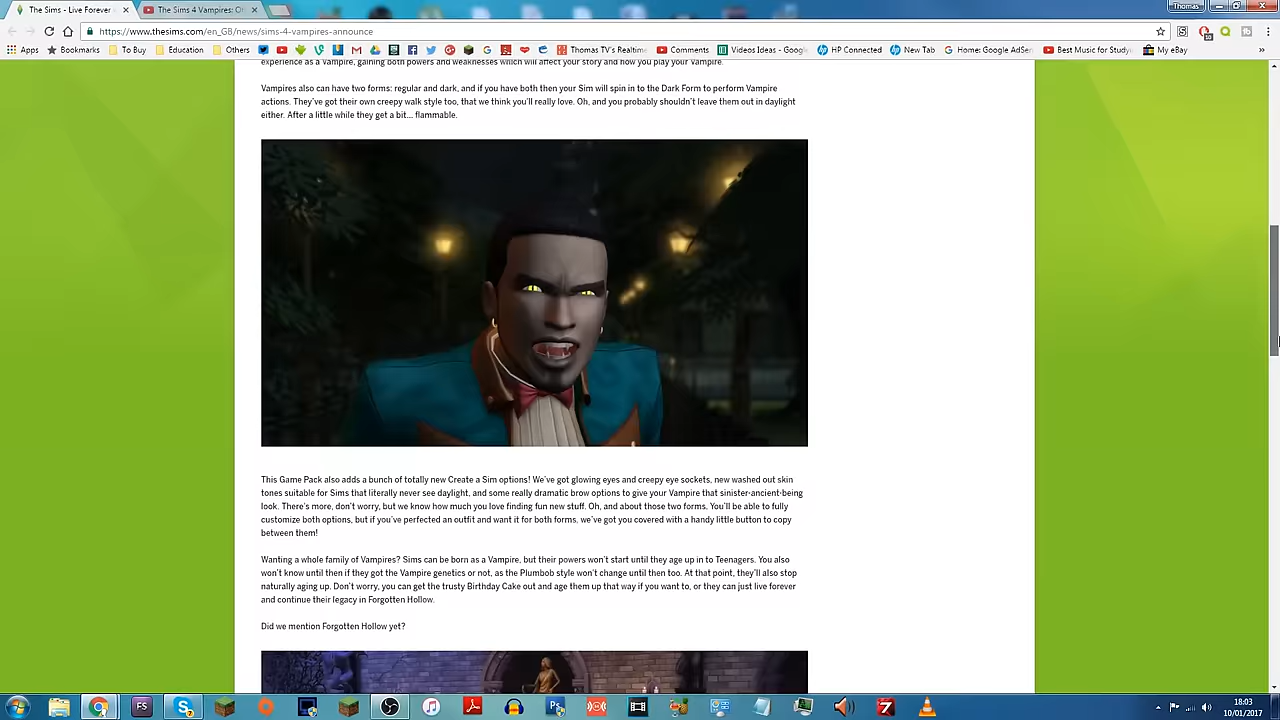 The Sims - Live Forever
The Sims 4 Vampires: O
Thomas
https://www.thesims.com/en_GB/news/sims-4-vampires-announce
Apps
Bookmarks
To Buy
Education
Others
Thomas TV's Realtime
Comments
Videos Ideas - Google
HP Connected
New Tab
Home: Google AdSen
Best Music for Study
My eBay
experience as a Vampire, gaining both powers and weaknesses which will affect your story and how you play your Vampire.
Vampires also can have two forms: regular and dark, and if you have both then your Sim will spin in to the Dark Form to perform Vampire
actions. They've got their own creepy walk style too, that we think you'll really love. Oh, and you probably shouldn't leave them out in daylight
either. After a little while they get a bit... flammable.
This Game Pack also adds a bunch of totally new Create a Sim options! We've got glowing eyes and creepy eye sockets, new washed out skin
tones suitable for Sims that literally never see daylight, and some really dramatic brow options to give your Vampire that sinister-ancient-being
look. There's more, don't worry, but we know how much you love finding fun new stuff. Oh, and about those two forms. You'll be able to fully
customize both options, but if you've perfected an outfit and want it for both forms, we've got you covered with a handy little button to copy
between them!
Wanting a whole family of Vampires? Sims can be born as a Vampire, but their powers won't start until they age up in to Teenagers. You also
won't know until then if they got the Vampire genetics or not, as the Plumbob style won't change until then too. At that point, they'll also stop
naturally aging up. Don't worry, you can get the trusty Birthday Cake out and age them up that way if you want to, or they can just live forever
and continue their legacy in Forgotten Hollow.
Did we mention Forgotten Hollow yet?
FS
18:03
10/01/2017